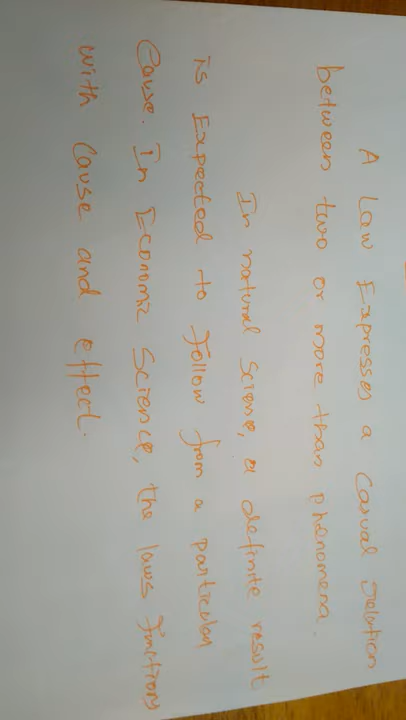 A Law Expresses a Casual relation
between two or more than phenomena.
In natural Science, a definite result
is Expected to follow from a particular
Cause. In Economic Science, the laws functions
with cause and effect.